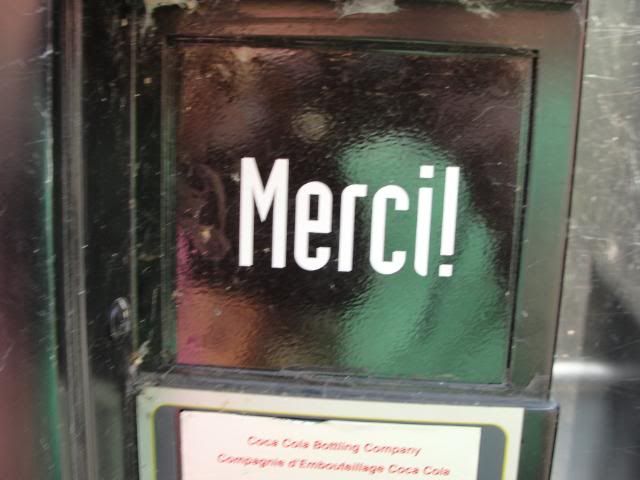 Merci!
Coca Cola Bottling Company
Compagnie d'Embouteillage Coca Cola